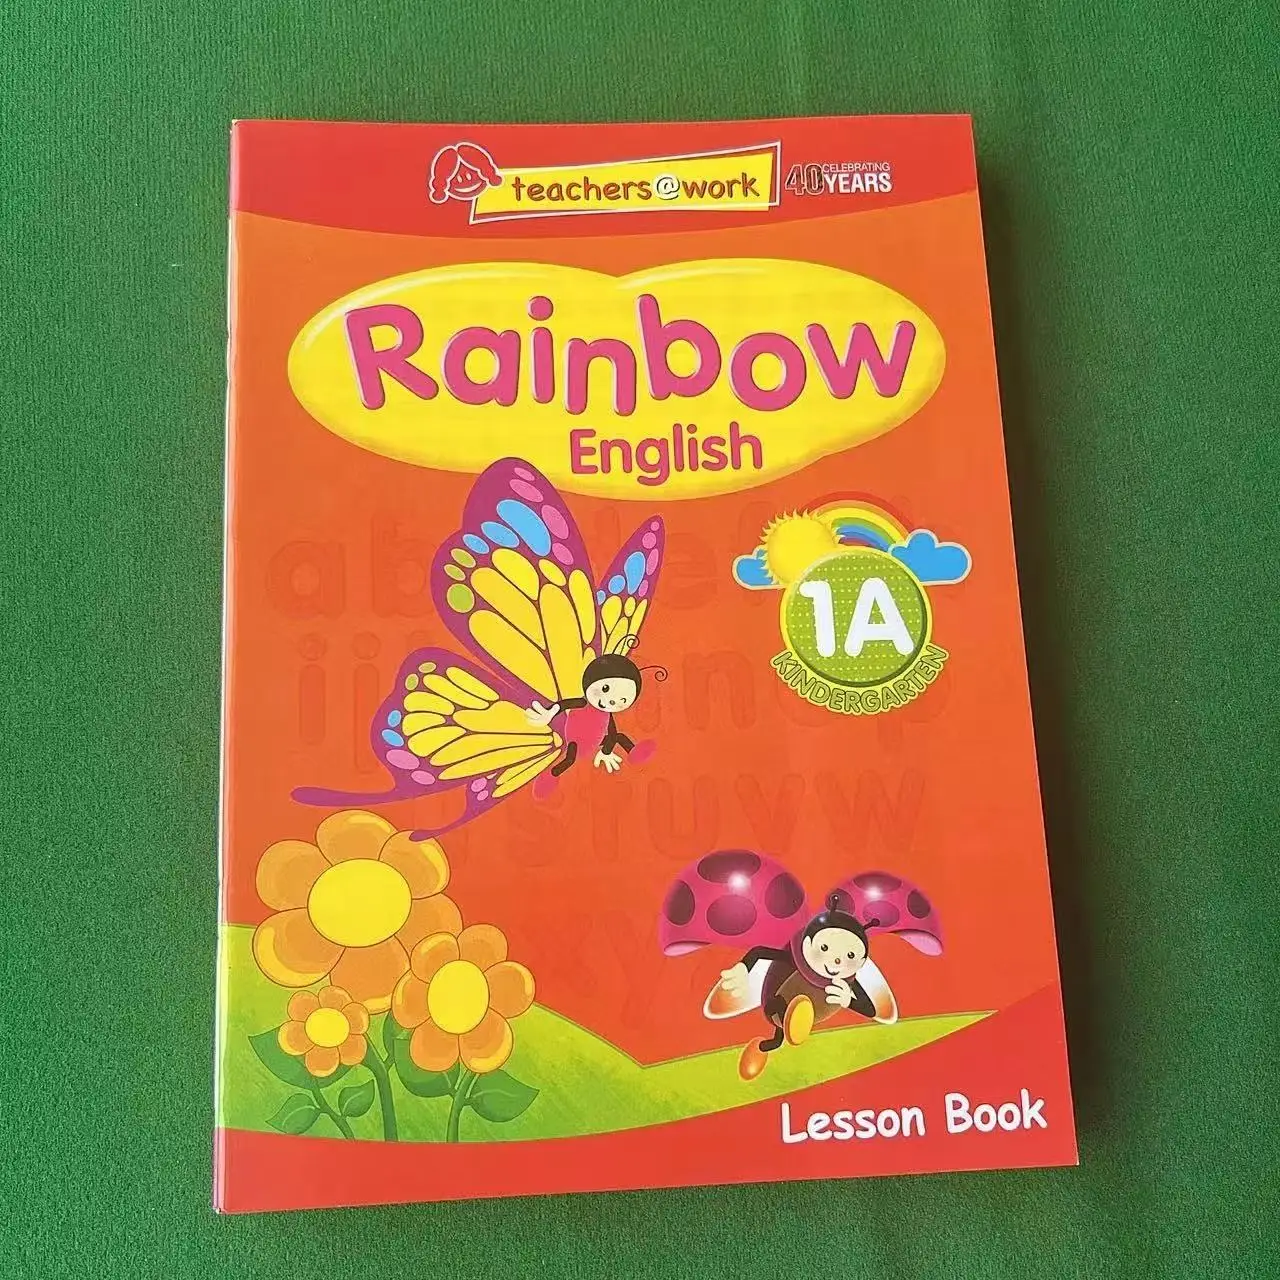 teachers@work
40 CELEBRATING
YEARS
Rainbow
English
1A
KINDERGARTEN
Lesson Book